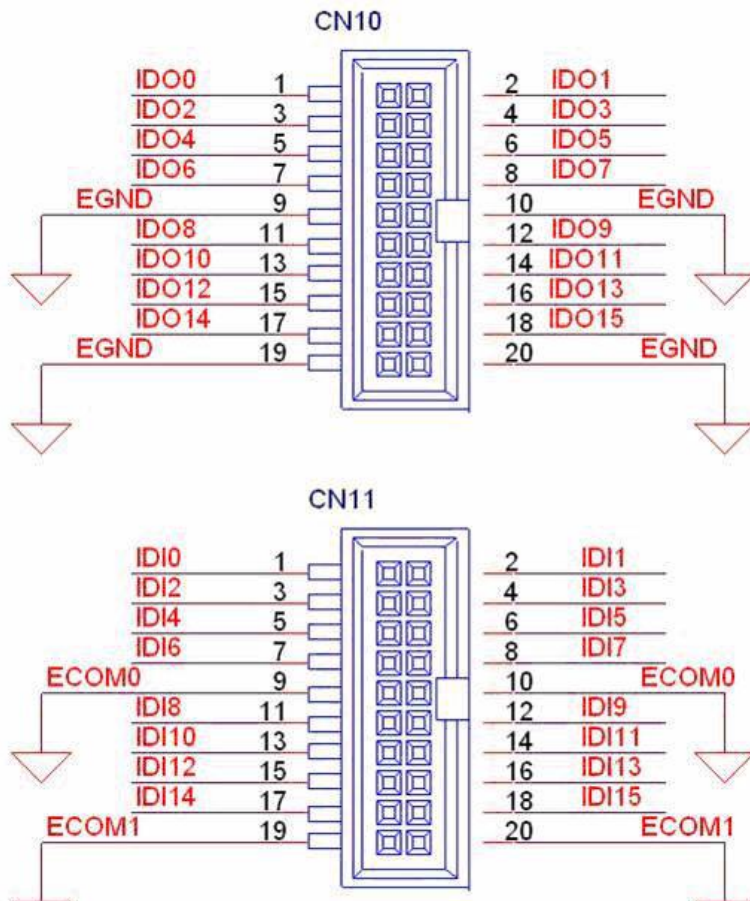 CN10
IDO0 1 2 IDO1
IDO2 3 4 IDO3
IDO4 5 6 IDO5
IDO6 7 8 IDO7
EGND 9 10 EGND
IDO8 11 12 IDO9
IDO10 13 14 IDO11
IDO12 15 16 IDO13
IDO14 17 18 IDO15
EGND 19 20 EGND
CN11
IDI0 1 2 IDI1
IDI2 3 4 IDI3
IDI4 5 6 IDI5
IDI6 7 8 IDI7
ECOM0 9 10 ECOM0
IDI8 11 12 IDI9
IDI10 13 14 IDI11
IDI12 15 16 IDI13
IDI14 17 18 IDI15
ECOM1 19 20 ECOM1